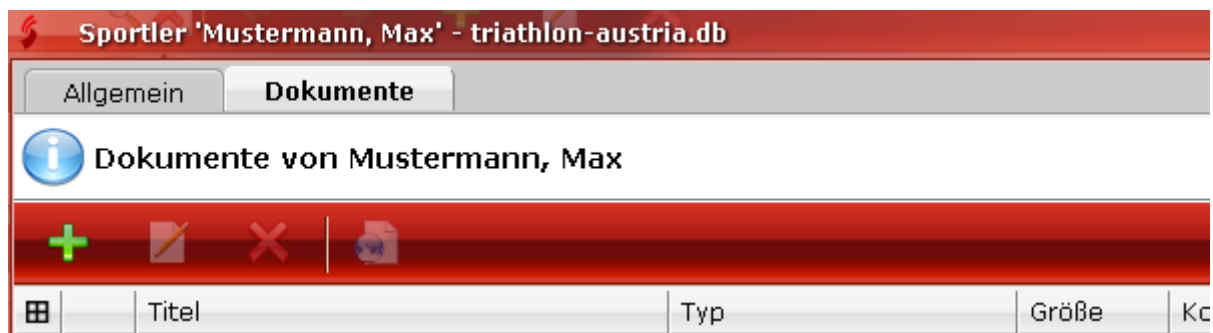 Sportler 'Mustermann, Max' - triathlon-austria.db
Allgemein Dokumente
Dokumente von Mustermann, Max
Titel Typ Größe